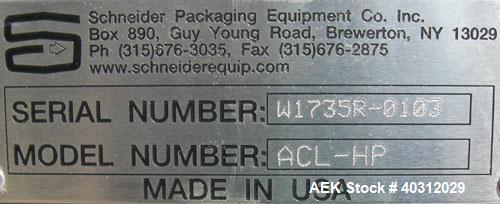 Schneider Packaging Equipment Co. Inc.
Box 890, Guy Young Road, Brewerton, NY 13029
Ph (315)676-3035, Fax (315)676-2875
www.schneiderequip.com
SERIAL NUMBER: W1735R-0103
MODEL NUMBER: ACL-HP
MADE IN USA
AEK Stock # 40312029